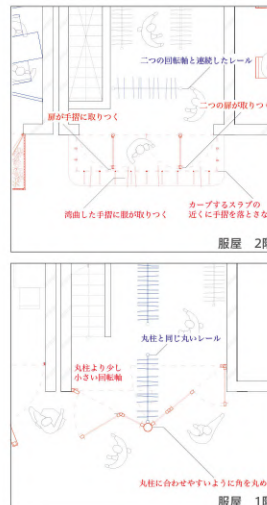 二つの回転軸と連続したレール
二つの扉が取りつ
扉が手摺に取りつく
湾曲した手摺に服が取りつく
カーブするスラブの
近くに手摺を落とさな
服屋 2階
丸柱と同じ丸いレール
丸柱より少し
小さい回転軸
丸柱に合わせやすいように角を丸め
服屋 1階